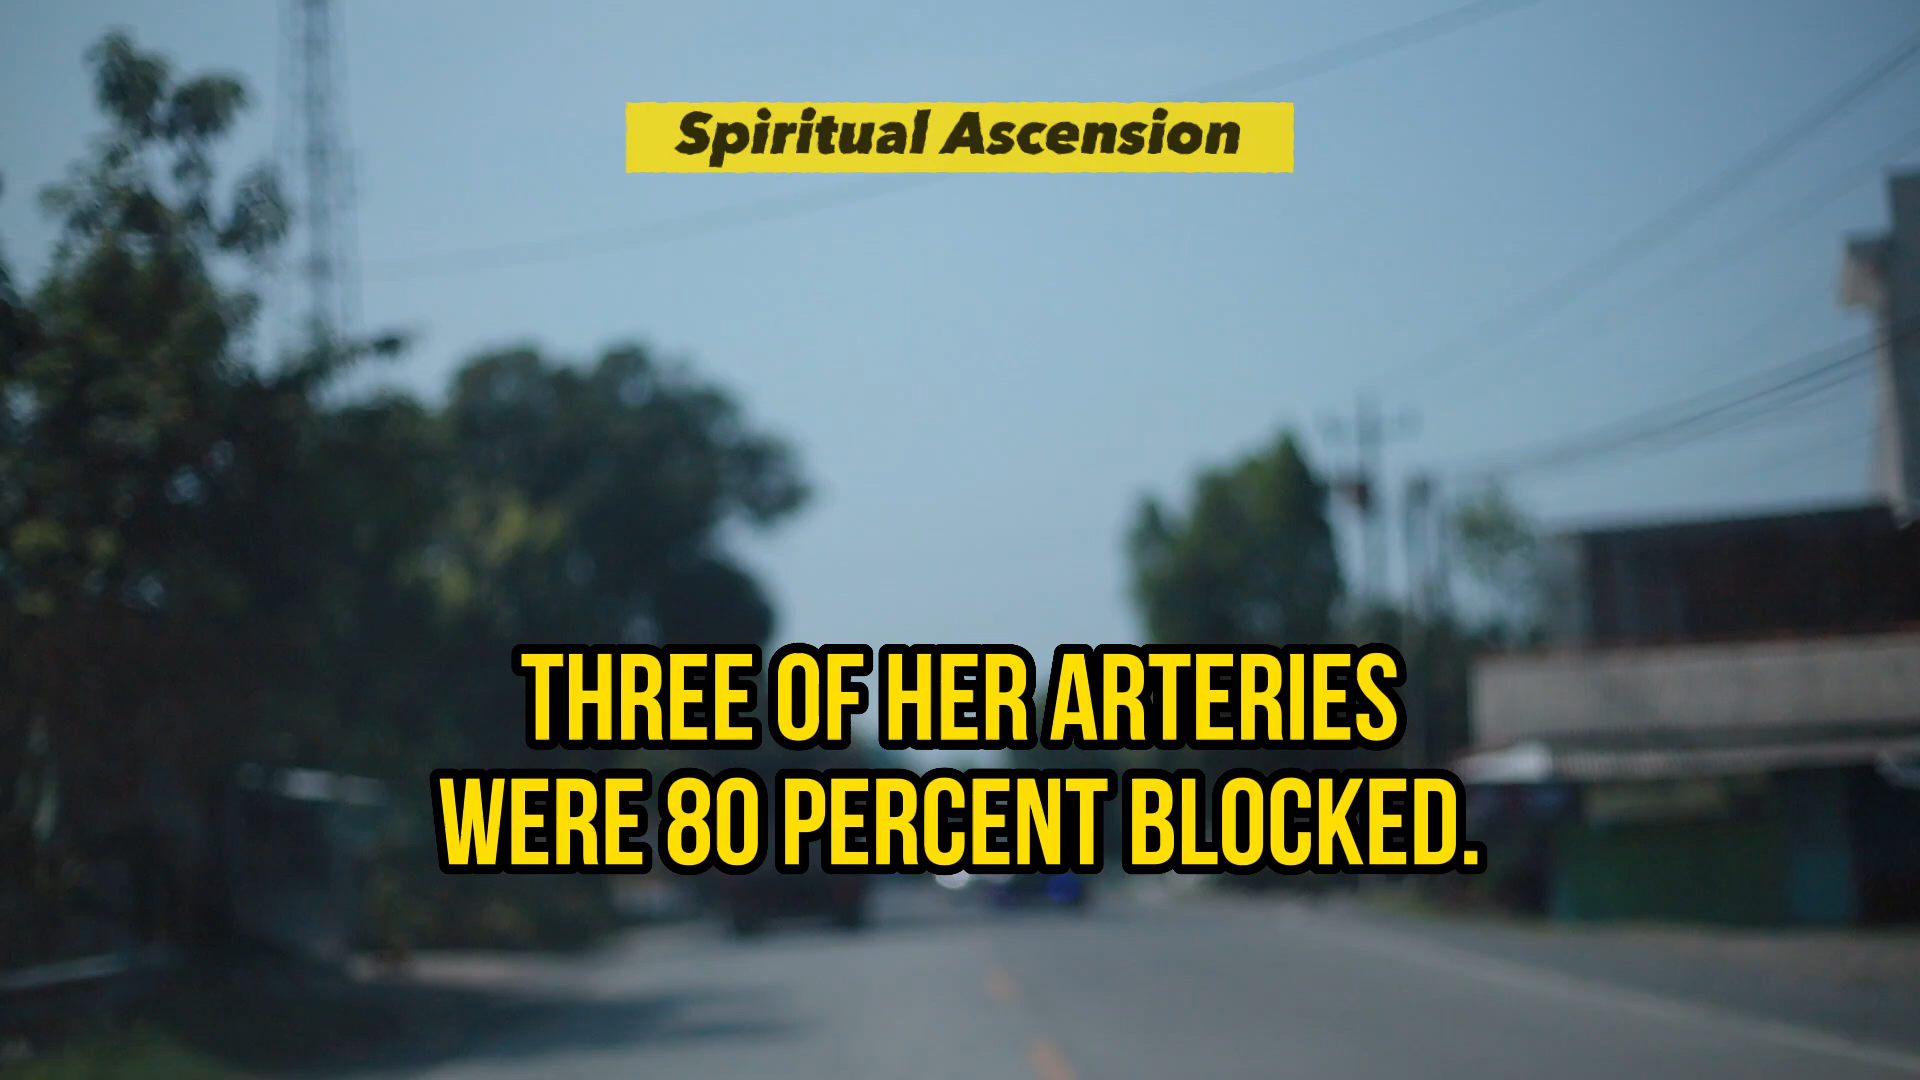 Spiritual Ascension
THREE OF HER ARTERIES
WERE 80 PERCENT BLOCKED.